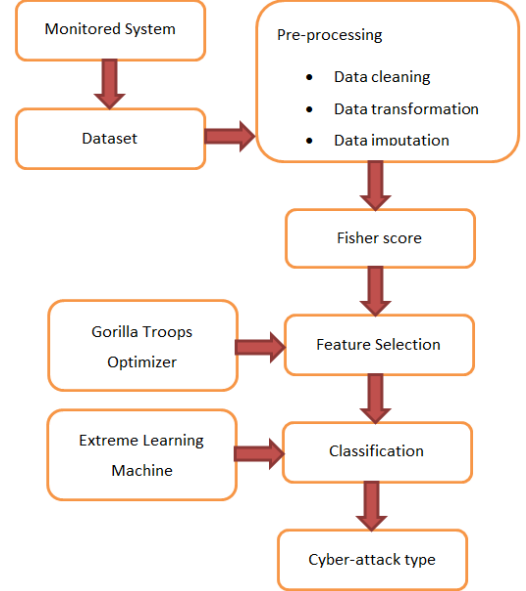 Monitored System
Pre-processing
• Data cleaning
• Data transformation
• Data imputation
Dataset
Fisher score
Gorilla Troops
Optimizer
Feature Selection
Extreme Learning
Machine
Classification
Cyber-attack type